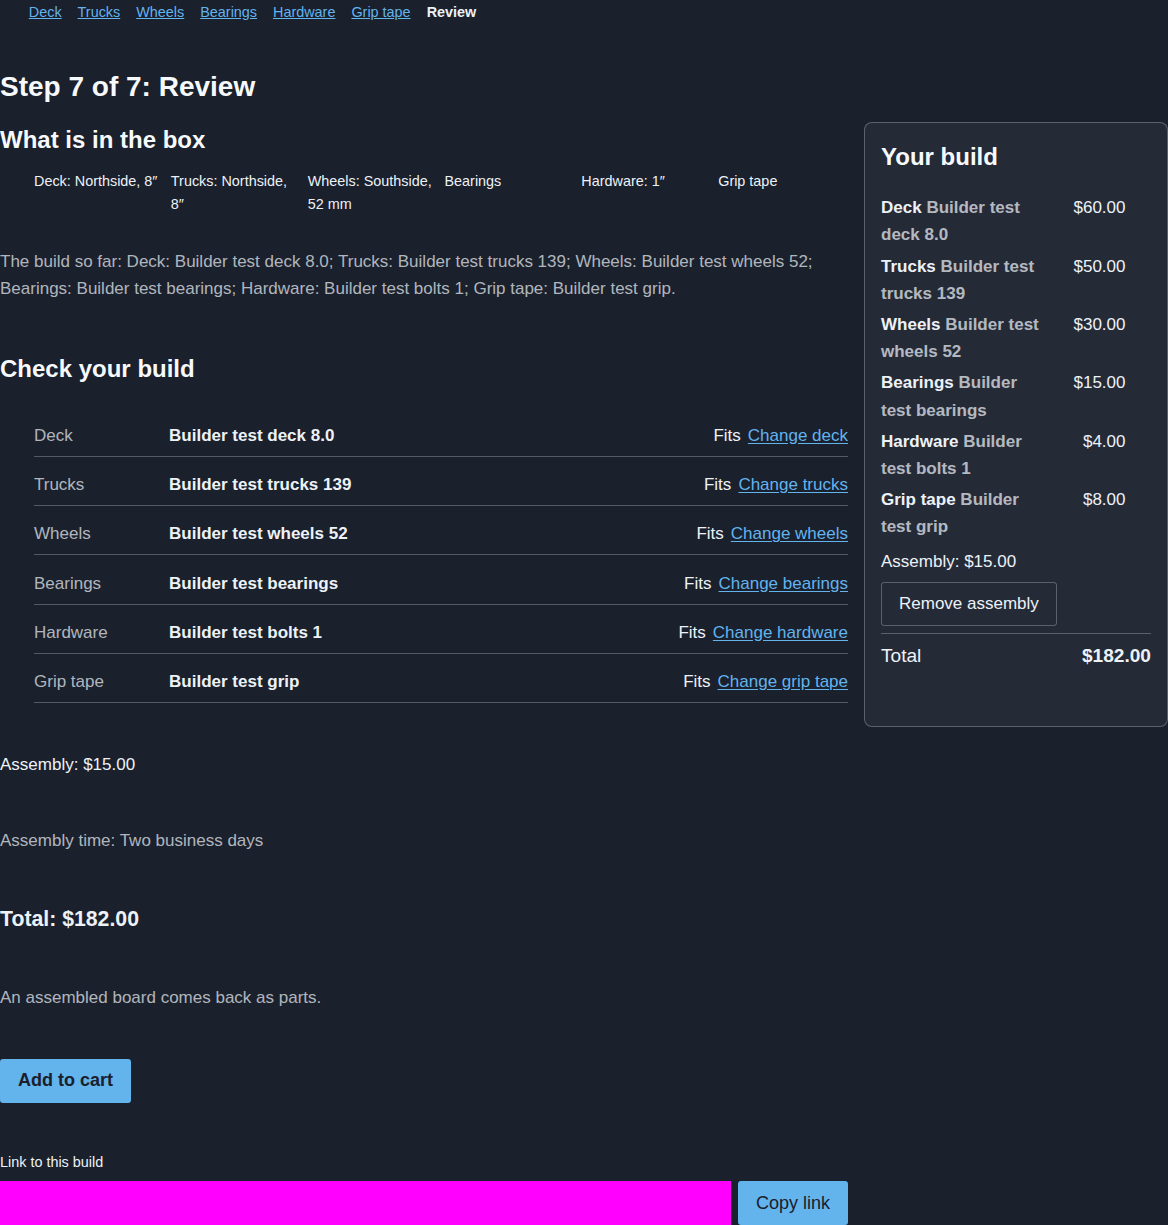 Deck Trucks Wheels Bearings Hardware Grip tape Review
Step 7 of 7: Review
What is in the box
Deck: Northside, 8″ Trucks: Northside, 8″ Wheels: Southside, 52 mm Bearings Hardware: 1″ Grip tape
The build so far: Deck: Builder test deck 8.0; Trucks: Builder test trucks 139; Wheels: Builder test wheels 52;
Bearings: Builder test bearings; Hardware: Builder test bolts 1; Grip tape: Builder test grip.
Check your build
Deck Builder test deck 8.0 Fits Change deck
Trucks Builder test trucks 139 Fits Change trucks
Wheels Builder test wheels 52 Fits Change wheels
Bearings Builder test bearings Fits Change bearings
Hardware Builder test bolts 1 Fits Change hardware
Grip tape Builder test grip Fits Change grip tape
Assembly: $15.00
Assembly time: Two business days
Total: $182.00
An assembled board comes back as parts.
Add to cart
Link to this build
Copy link
Your build
Deck Builder test $60.00
deck 8.0
Trucks Builder test $50.00
trucks 139
Wheels Builder test $30.00
wheels 52
Bearings Builder $15.00
test bearings
Hardware Builder $4.00
test bolts 1
Grip tape Builder $8.00
test grip
Assembly: $15.00
Remove assembly
Total $182.00